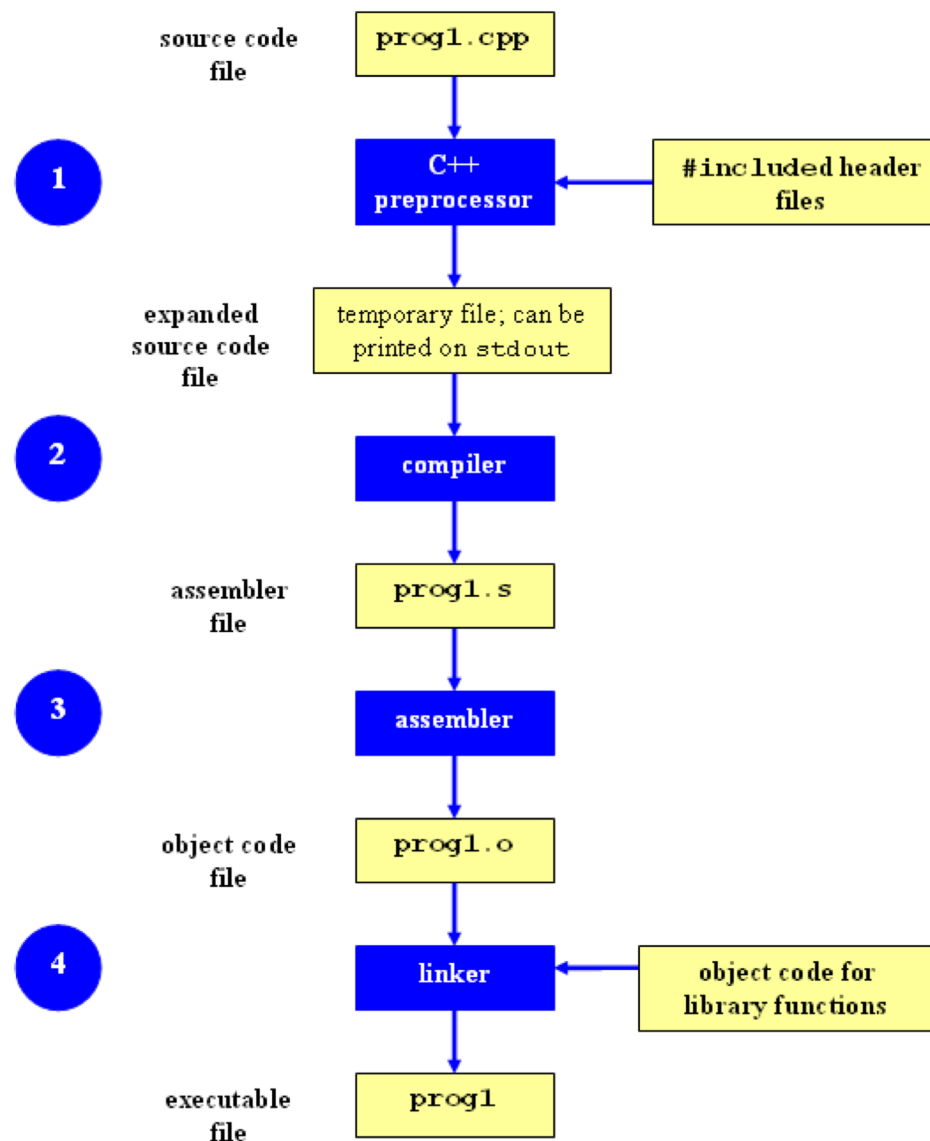 source code
file
prog1.cpp
1
C++
preprocessor
#included header
files
expanded
source code
file
temporary file; can be
printed on stdout
2
compiler
assembler
file
prog1.s
3
assembler
object code
file
prog1.o
4
linker
object code for
library functions
executable
file
prog1